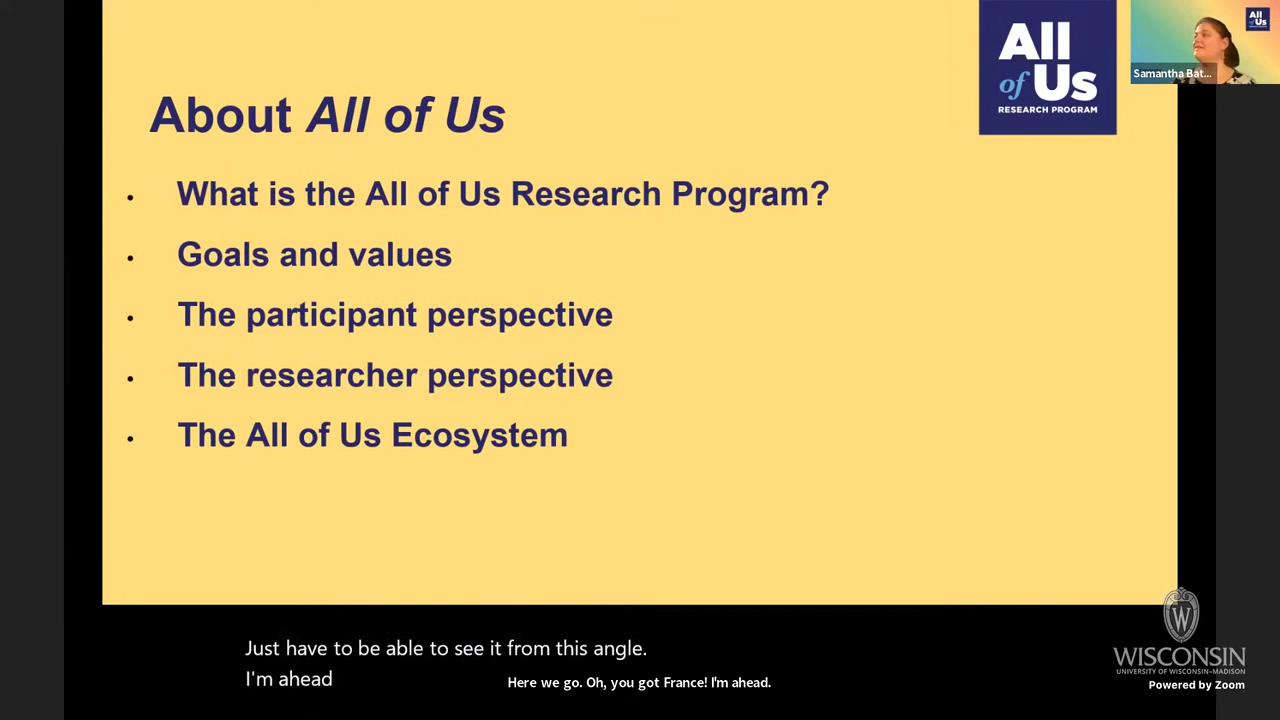 About All of Us
• What is the All of Us Research Program?
• Goals and values
• The participant perspective
• The researcher perspective
• The All of Us Ecosystem
All
of Us
RESEARCH PROGRAM
All
of Us
Samantha Bat...
Just have to be able to see it from this angle.
I'm ahead
Here we go. Oh, you got France! I'm ahead.
W
WISCONSIN
UNIVERSITY OF WISCONSIN–MADISON
Powered by Zoom